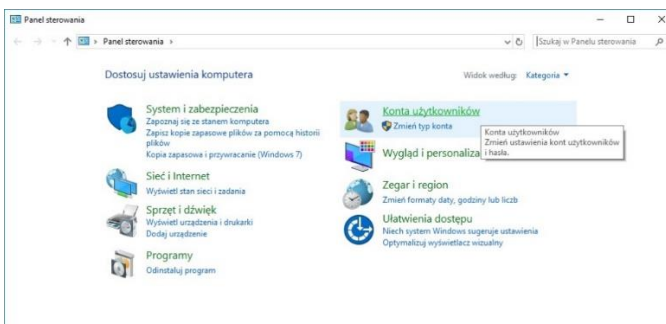 Panel sterowania
Panel sterowania
Szukaj w Panelu sterowania
Dostosuj ustawienia komputera
Widok według: Kategoria
System i zabezpieczenia
Zapoznaj się ze stanem komputera
Zapisz kopie zapasowe plików za pomocą historii
plików
Kopia zapasowa i przywracanie (Windows 7)
Sieć i Internet
Wyświetl stan sieci i zadania
Sprzęt i dźwięk
Wyświetl urządzenia i drukarki
Dodaj urządzenie
Programy
Odinstaluj program
Konta użytkowników
Zmień typ konta
Konta użytkowników
Zmień ustawienia kont użytkowników
i hasła.
Wygląd i personaliza
Zegar i region
Zmień formaty daty, godziny lub liczb
Ułatwienia dostępu
Niech system Windows sugeruje ustawienia
Optymalizuj wyświetlacz wizualny